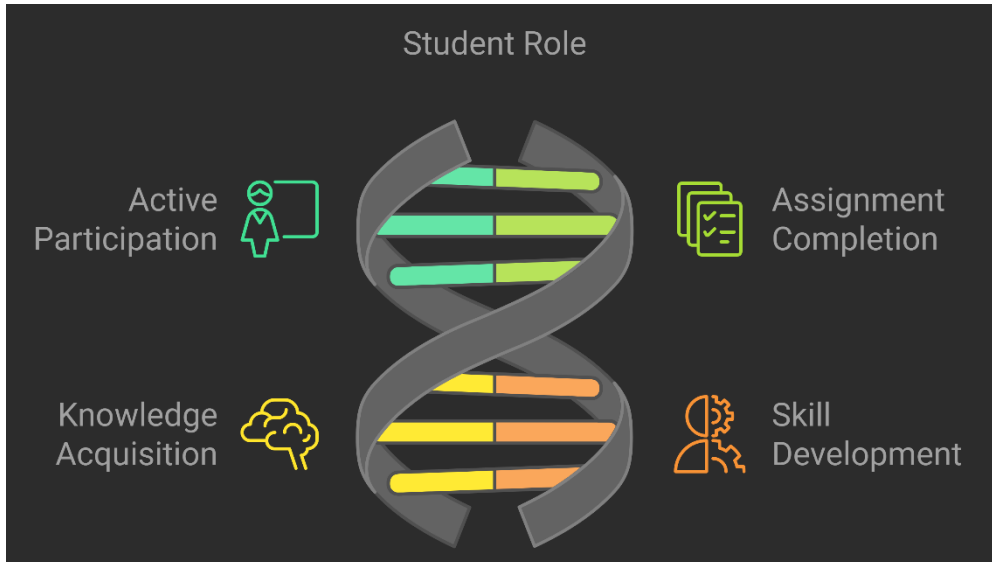 Student Role
Active
Participation
Assignment
Completion
Knowledge
Acquisition
Skill
Development